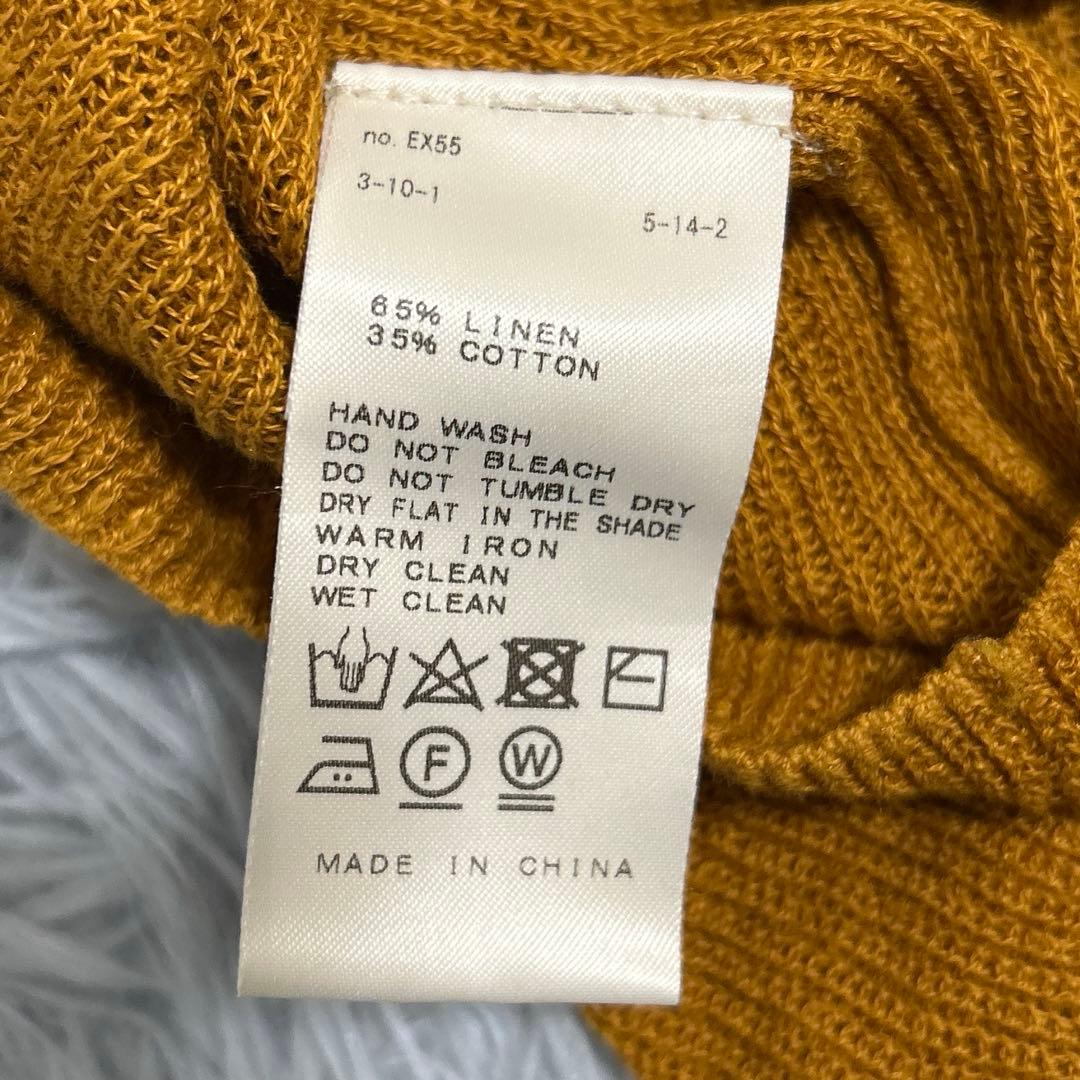 no. EX55
3-10-1
5-14-2
65% LINEN
35% COTTON
HAND WASH
DO NOT BLEACH
DO NOT TUMBLE DRY
DRY FLAT IN THE SHADE
WARM IRON
DRY CLEAN
WET CLEAN
F W
MADE IN CHINA